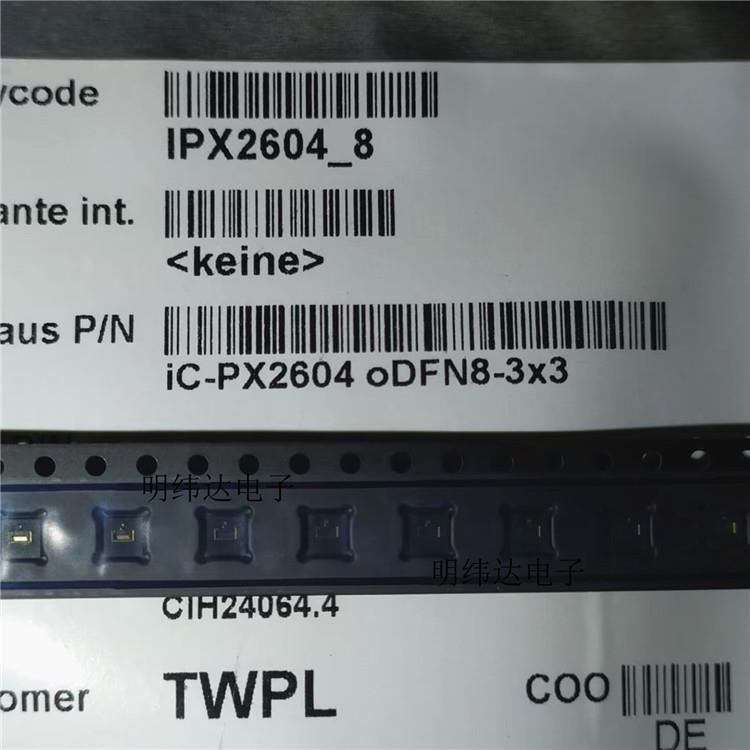 ycode
IPX2604_8
ante int.
<keine>
aus P/N
iC-PX2604 oDFN8-3x3
明纬达电子
明纬达电子
CIH24064.4
omer TWPL COO
DE